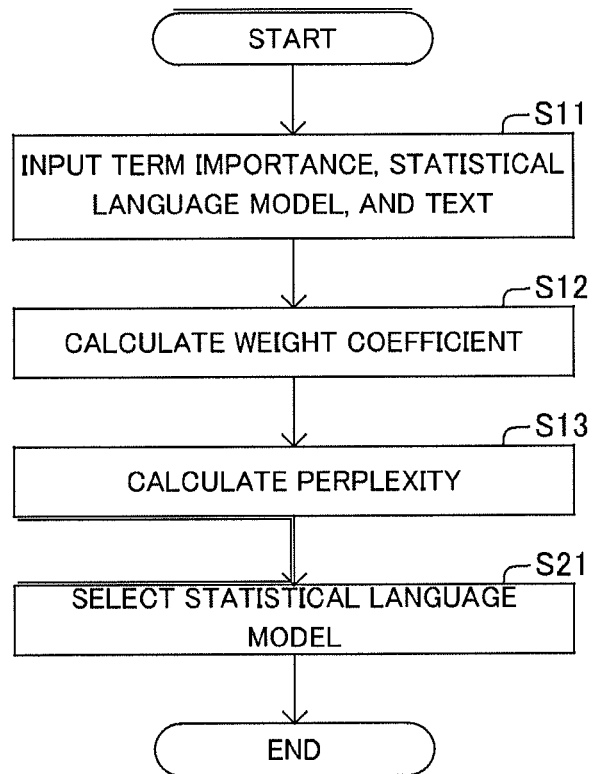 START
S11
INPUT TERM IMPORTANCE, STATISTICAL
LANGUAGE MODEL, AND TEXT
S12
CALCULATE WEIGHT COEFFICIENT
S13
CALCULATE PERPLEXITY
S21
SELECT STATISTICAL LANGUAGE
MODEL
END